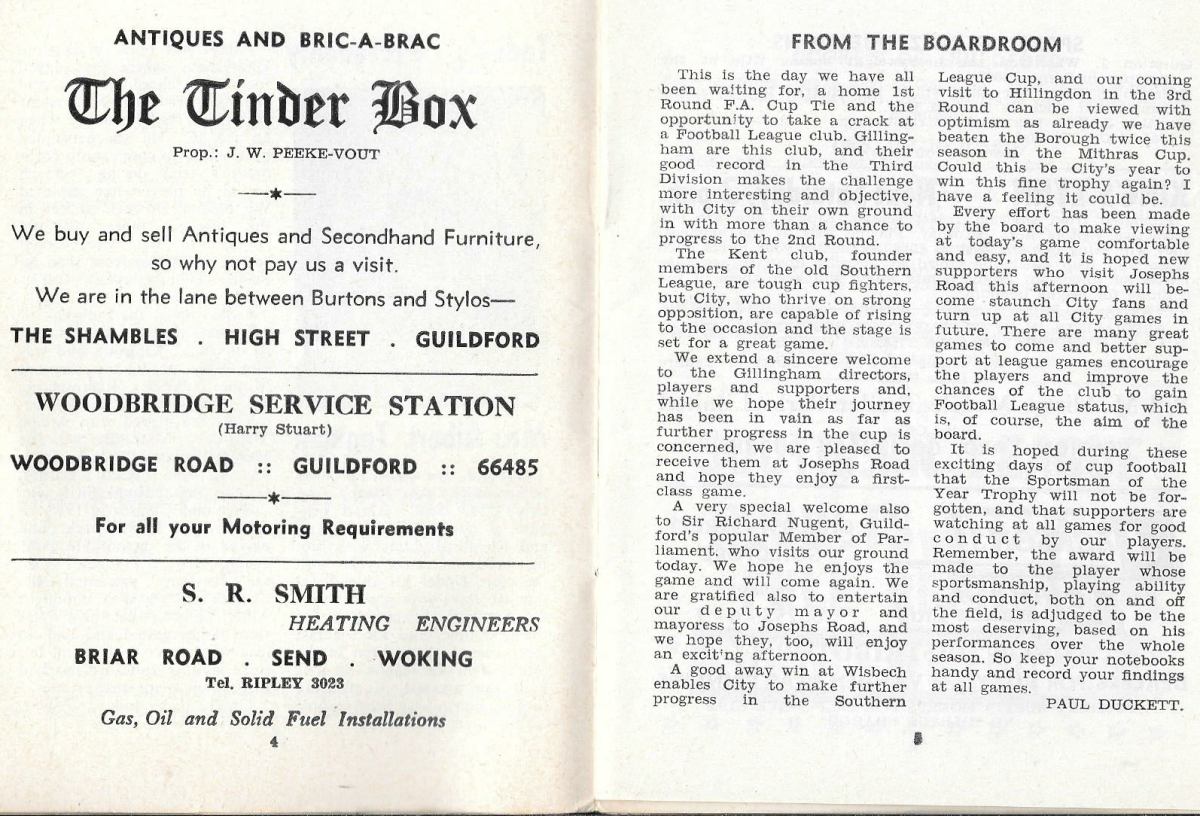 ANTIQUES AND BRIC-A-BRAC
The Tinder Box
Prop.: J. W. PEEKE-VOUT
We buy and sell Antiques and Secondhand Furniture,
so why not pay us a visit.
We are in the lane between Burtons and Stylos—
THE SHAMBLES . HIGH STREET . GUILDFORD
WOODBRIDGE SERVICE STATION
(Harry Stuart)
WOODBRIDGE ROAD :: GUILDFORD :: 66485
For all your Motoring Requirements
S. R. SMITH
HEATING ENGINEERS
BRIAR ROAD . SEND . WOKING
Tel. RIPLEY 3023
Gas, Oil and Solid Fuel Installations
4
FROM THE BOARDROOM
This is the day we have all
been waiting for, a home 1st
Round F.A. Cup Tie and the
opportunity to take a crack at
a Football League club. Gilling-
ham are this club, and their
good record in the Third
Division makes the challenge
more interesting and objective,
with City on their own ground
in with more than a chance to
progress to the 2nd Round.
The Kent club, founder
members of the old Southern
League, are tough cup fighters,
but City, who thrive on strong
opposition, are capable of rising
to the occasion and the stage is
set for a great game.
We extend a sincere welcome
to the Gillingham directors,
players and supporters and,
while we hope their journey
has been in vain as far as
further progress in the cup is
concerned, we are pleased to
receive them at Josephs Road
and hope they enjoy a first-
class game.
A very special welcome also
to Sir Richard Nugent, Guild-
ford's popular Member of Par-
liament. who visits our ground
today. We hope he enjoys the
game and will come again. We
are gratified also to entertain
our deputy mayor and
mayoress to Josephs Road, and
we hope they, too, will enjoy
an excit'ng afternoon.
A good away win at Wisbech
enables City to make further
progress in the Southern
League Cup, and our coming
visit to Hillingdon in the 3rd
Round can be viewed with
optimism as already we have
beaten the Borough twice this
season in the Mithras Cup.
Could this be City's year to
win this fine trophy again? I
have a feeling it could be.
Every effort has been made
by the board to make viewing
at today's game comfortable
and easy, and it is hoped new
supporters who visit Josephs
Road this afternoon will be-
come staunch City fans and
turn up at all City games in
future. There are many great
games to come and better sup-
port at league games encourage
the players and improve the
chances of the club to gain
Football League status, which
is, of course, the aim of the
board.
It is hoped during these
exciting days of cup football
that the Sportsman of the
Year Trophy will not be for-
gotten, and that supporters are
watching at all games for good
conduct by our players.
Remember, the award will be
made to the player whose
sportsmanship, playing ability
and conduct, both on and off
the field, is adjudged to be the
most deserving, based on his
performances over the whole
season. So keep your notebooks
handy and record your findings
at all games.
PAUL DUCKETT.
5